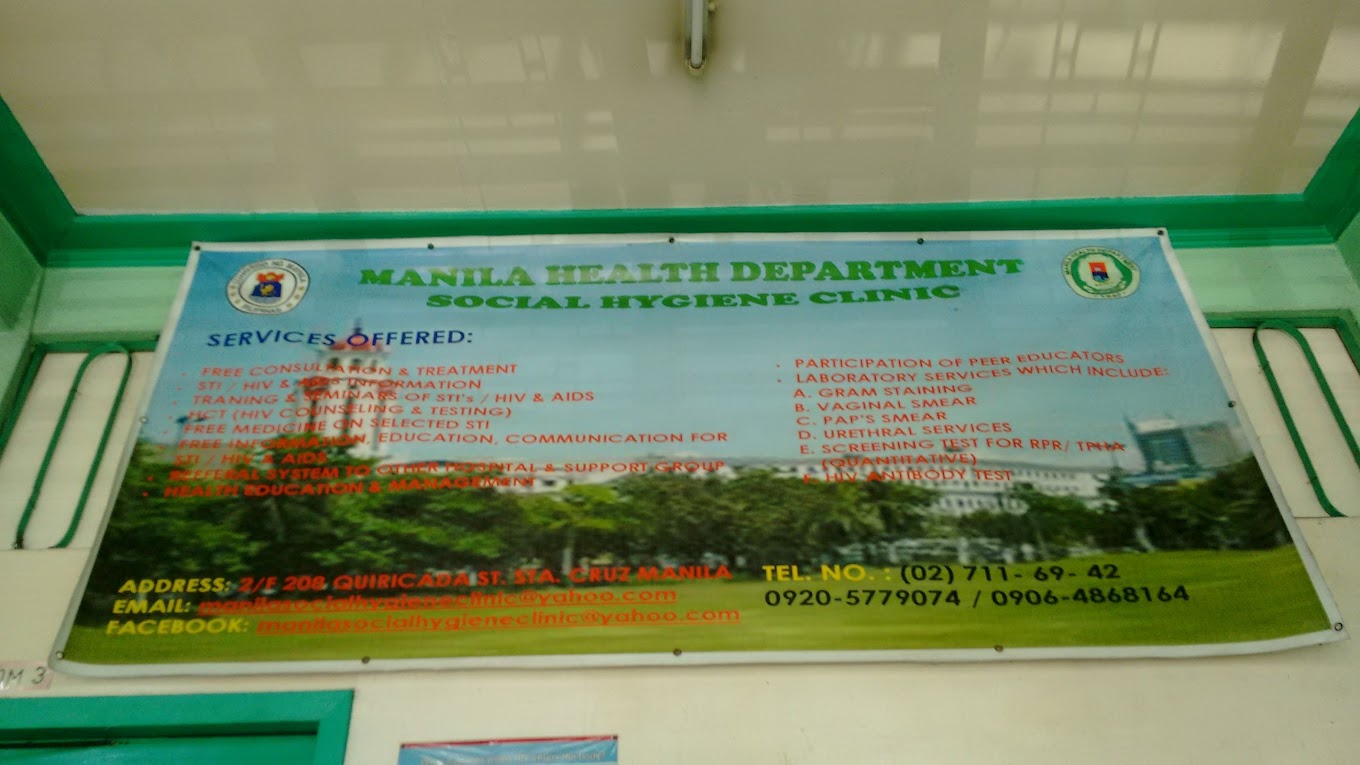 MANILA HEALTH DEPARTMENT
SOCIAL HYGIENE CLINIC
SERVICES OFFERED:
• FREE CONSULTATION & TREATMENT
• STI / HIV & AIDS INFORMATION
• TRANING & SEMINARS OF STI's / HIV & AIDS
• HCT (HIV COUNSELING & TESTING)
• FREE MEDICINE ON SELECTED STI
• FREE INFORMATION, EDUCATION, COMMUNICATION FOR
STI / HIV & AIDS
• REFERRAL SYSTEM TO OTHER HOSPITAL & SUPPORT GROUP
• HEALTH EDUCATION & MANAGEMENT
• PARTICIPATION OF PEER EDUCATORS
• LABORATORY SERVICES WHICH INCLUDE:
A. GRAM STAINING
B. VAGINAL SMEAR
C. PAP'S SMEAR
D. URETHRAL SERVICES
E. SCREENING TEST FOR RPR/ TPHA
(QUANTITATIVE)
F. HIV ANTIBODY TEST
ADDRESS: 2/F 208 QUIRICADA ST. STA. CRUZ MANILA
EMAIL: manilasocialhygieneclinic@yahoo.com
FACEBOOK: manilasocialhygieneclinic@yahoo.com
TEL. NO. : (02) 711- 69- 42
0920-5779074 / 0906-4868164
3